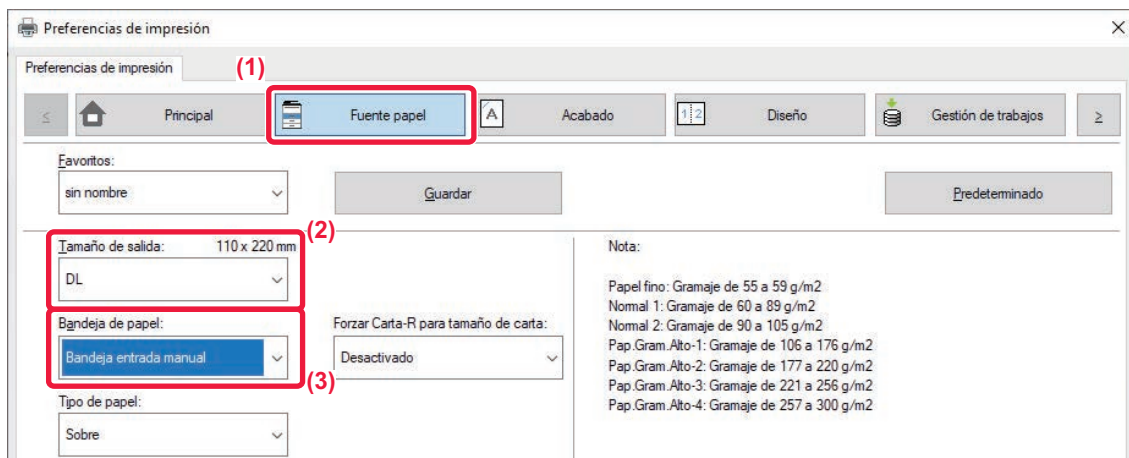 Preferencias de impresión
Preferencias de impresión
(1)
≤ Principal Fuente papel A Acabado 1 2 Diseño Gestión de trabajos ≥
Favoritos:
sin nombre Guardar Predeterminado
(2)
Tamaño de salida: 110 x 220 mm
DL
Bandeja de papel:
Bandeja entrada manual
(3)
Tipo de papel:
Sobre
Forzar Carta-R para tamaño de carta:
Desactivado
Nota:
Papel fino: Gramaje de 55 a 59 g/m2
Normal 1: Gramaje de 60 a 89 g/m2
Normal 2: Gramaje de 90 a 105 g/m2
Pap.Gram.Alto-1: Gramaje de 106 a 176 g/m2
Pap.Gram.Alto-2: Gramaje de 177 a 220 g/m2
Pap.Gram.Alto-3: Gramaje de 221 a 256 g/m2
Pap.Gram.Alto-4: Gramaje de 257 a 300 g/m2